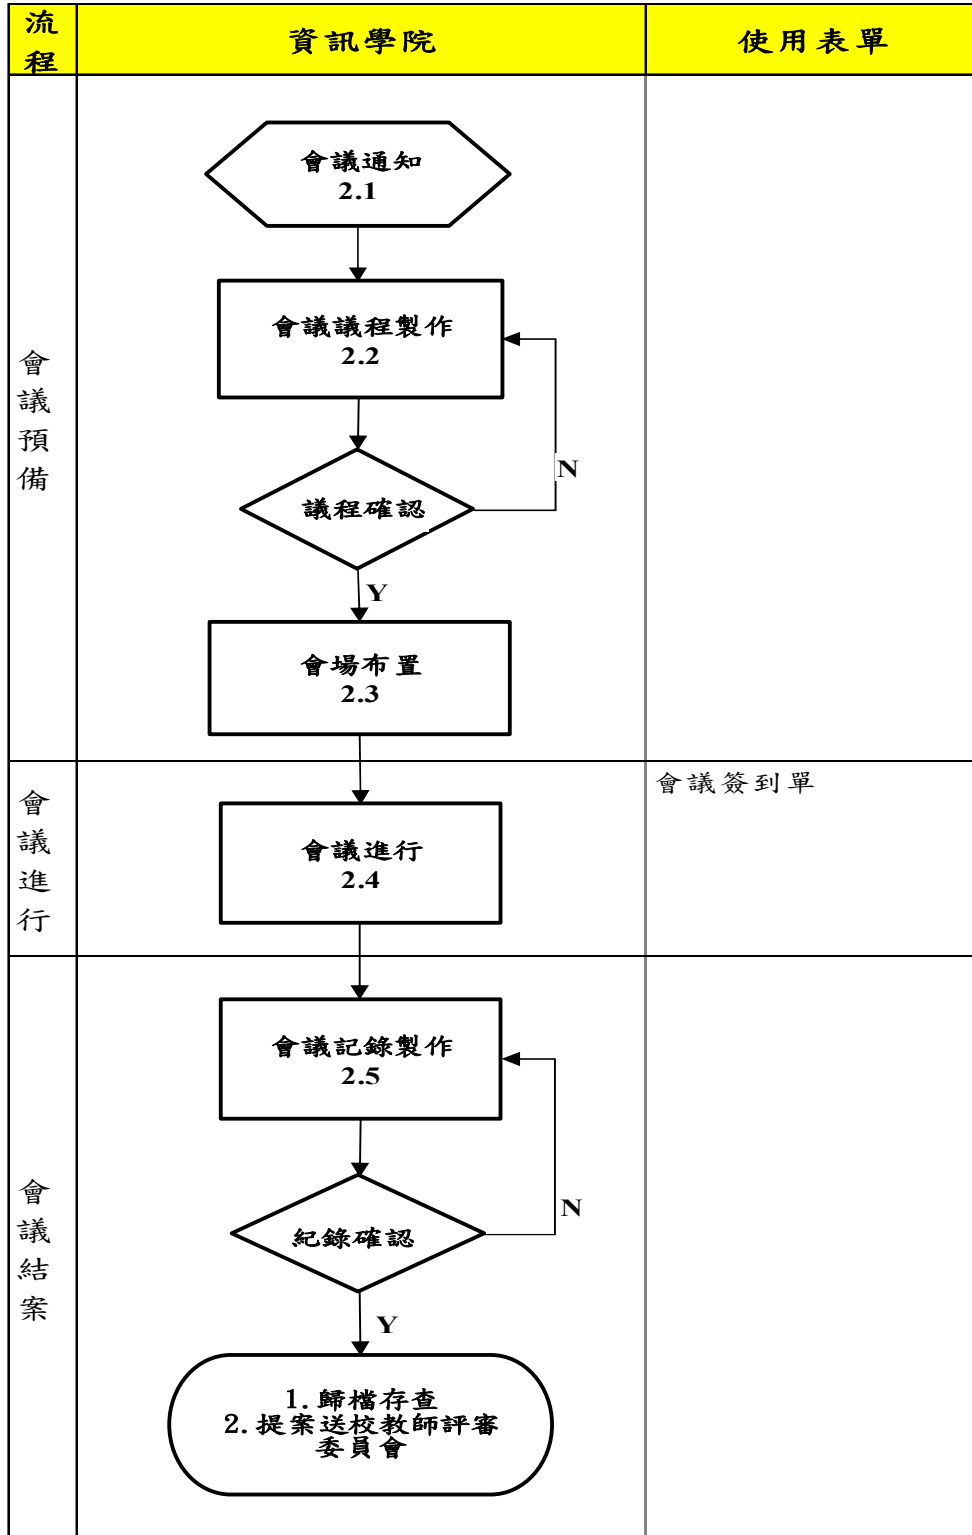 流
程
資訊學院
使用表單
會
議
預
備
會議通知
2.1
會議議程製作
2.2
議程確認
N
Y
會場布置
2.3
會
議
進
行
會議進行
2.4
會議簽到單
會
議
結
案
會議記錄製作
2.5
紀錄確認
N
Y
1.歸檔存查
2.提案送校教師評審
委員會